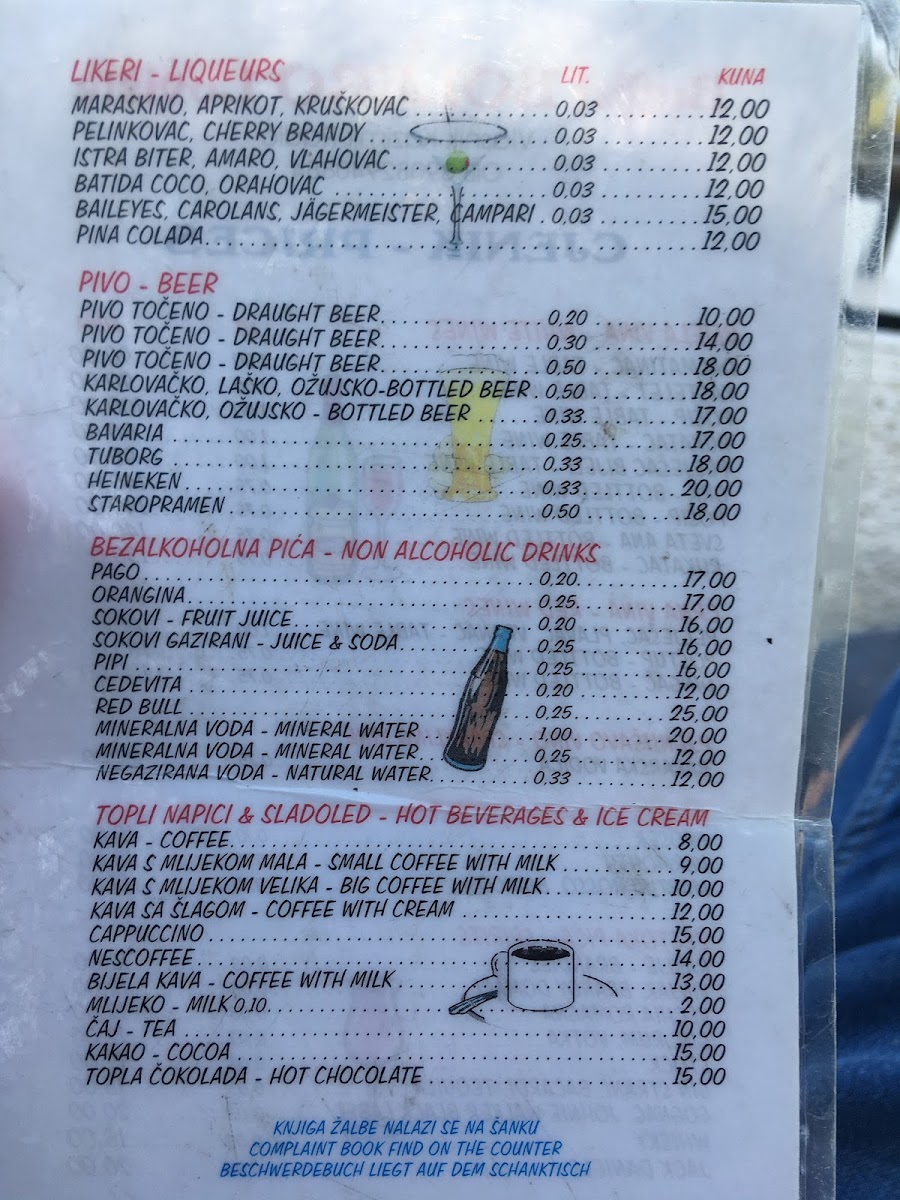 LIKERI - LIQUEURS LIT. KUNA
MARASKINO, APRIKOT, KRUŠKOVAC 0,03 12,00
PELINKOVAC, CHERRY BRANDY 0,03 12,00
ISTRA BITER, AMARO, VLAHOVAC 0,03 12,00
BATIDA COCO, ORAHOVAC 0,03 12,00
BAILEYES, CAROLANS, JÄGERMEISTER, CAMPARI 0,03 15,00
PINA COLADA 12,00
PIVO - BEER
PIVO TOČENO - DRAUGHT BEER 0,20 10,00
PIVO TOČENO - DRAUGHT BEER 0,30 14,00
PIVO TOČENO - DRAUGHT BEER 0,50 18,00
KARLOVAČKO, LAŠKO, OŽUJSKO-BOTTLED BEER 0,50 18,00
KARLOVAČKO, OŽUJSKO - BOTTLED BEER 0,33 17,00
BAVARIA 0,25 17,00
TUBORG 0,33 18,00
HEINEKEN 0,33 20,00
STAROPRAMEN 0,50 18,00
BEZALKOHOLNA PIĆA - NON ALCOHOLIC DRINKS
PAGO 0,20 17,00
ORANGINA 0,25 17,00
SOKOVI - FRUIT JUICE 0,20 16,00
SOKOVI GAZIRANI - JUICE & SODA 0,25 16,00
PIPI 0,25 16,00
CEDEVITA 0,20 12,00
RED BULL 0,25 25,00
MINERALNA VODA - MINERAL WATER 1,00 20,00
MINERALNA VODA - MINERAL WATER 0,25 12,00
NEGAZIRANA VODA - NATURAL WATER 0,33 12,00
TOPLI NAPICI & SLADOLED - HOT BEVERAGES & ICE CREAM
KAVA - COFFEE 8,00
KAVA S MLIJEKOM MALA - SMALL COFFEE WITH MILK 9,00
KAVA S MLIJEKOM VELIKA - BIG COFFEE WITH MILK 10,00
KAVA SA ŠLAGOM - COFFEE WITH CREAM 12,00
CAPPUCCINO 15,00
NESCOFFEE 14,00
BIJELA KAVA - COFFEE WITH MILK 13,00
MLIJEKO - MILK 0,10 2,00
ČAJ - TEA 10,00
KAKAO - COCOA 15,00
TOPLA ČOKOLADA - HOT CHOCOLATE 15,00
KNJIGA ŽALBE NALAZI SE NA ŠANKU
COMPLAINT BOOK FIND ON THE COUNTER
BESCHWERDEBUCH LIEGT AUF DEM SCHANKTISCH